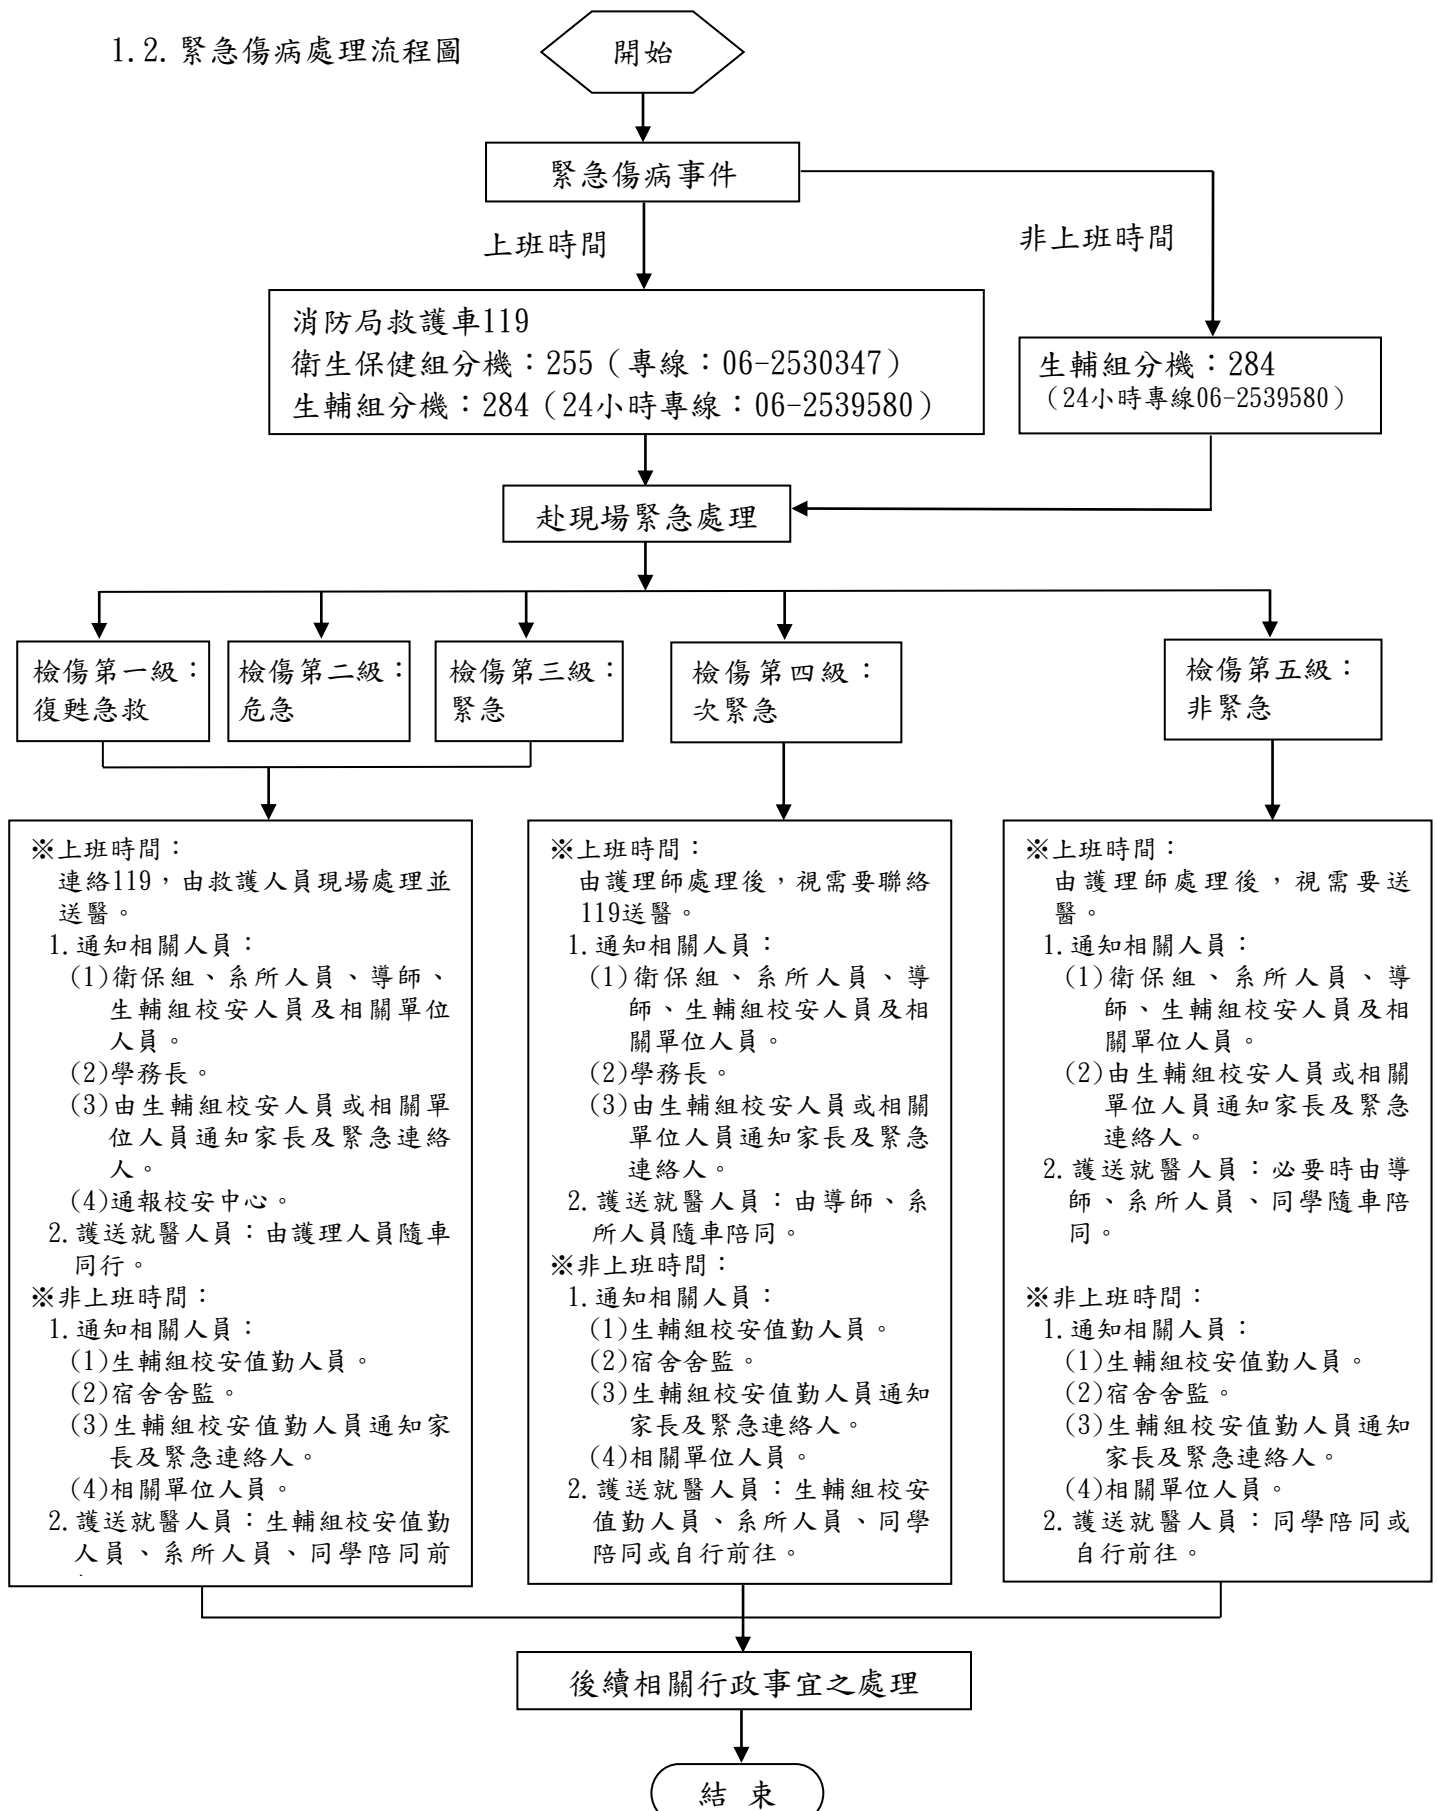 1.2.緊急傷病處理流程圖
開始
緊急傷病事件
上班時間
非上班時間
消防局救護車119
衛生保健組分機：255（專線：06-2530347）
生輔組分機：284（24小時專線：06-2539580）
生輔組分機：284
（24小時專線06-2539580）
赴現場緊急處理
檢傷第一級：
復甦急救
檢傷第二級：
危急
檢傷第三級：
緊急
檢傷第四級：
次緊急
檢傷第五級：
非緊急
※上班時間：
連絡119，由救護人員現場處理並
送醫。
1.通知相關人員：
(1)衛保組、系所人員、導師、
生輔組校安人員及相關單位
人員。
(2)學務長。
(3)由生輔組校安人員或相關單
位人員通知家長及緊急連絡
人。
(4)通報校安中心。
2.護送就醫人員：由護理人員隨車
同行。
※非上班時間：
1.通知相關人員：
(1)生輔組校安值勤人員。
(2)宿舍舍監。
(3)生輔組校安值勤人員通知家
長及緊急連絡人。
(4)相關單位人員。
2.護送就醫人員：生輔組校安值勤
人員、系所人員、同學陪同前
※上班時間：
由護理師處理後，視需要聯絡
119送醫。
1.通知相關人員：
(1)衛保組、系所人員、導
師、生輔組校安人員及相
關單位人員。
(2)學務長。
(3)由生輔組校安人員或相關
單位人員通知家長及緊急
連絡人。
2.護送就醫人員：由導師、系
所人員隨車陪同。
※非上班時間：
1.通知相關人員：
(1)生輔組校安值勤人員。
(2)宿舍舍監。
(3)生輔組校安值勤人員通知
家長及緊急連絡人。
(4)相關單位人員。
2.護送就醫人員：生輔組校安
值勤人員、系所人員、同學
陪同或自行前往。
※上班時間：
由護理師處理後，視需要送
醫。
1.通知相關人員：
(1)衛保組、系所人員、導
師、生輔組校安人員及相
關單位人員。
(2)由生輔組校安人員或相關
單位人員通知家長及緊急
連絡人。
2.護送就醫人員：必要時由導
師、系所人員、同學隨車陪
同。
※非上班時間：
1.通知相關人員：
(1)生輔組校安值勤人員。
(2)宿舍舍監。
(3)生輔組校安值勤人員通知
家長及緊急連絡人。
(4)相關單位人員。
2.護送就醫人員：同學陪同或
自行前往。
後續相關行政事宜之處理
結 束